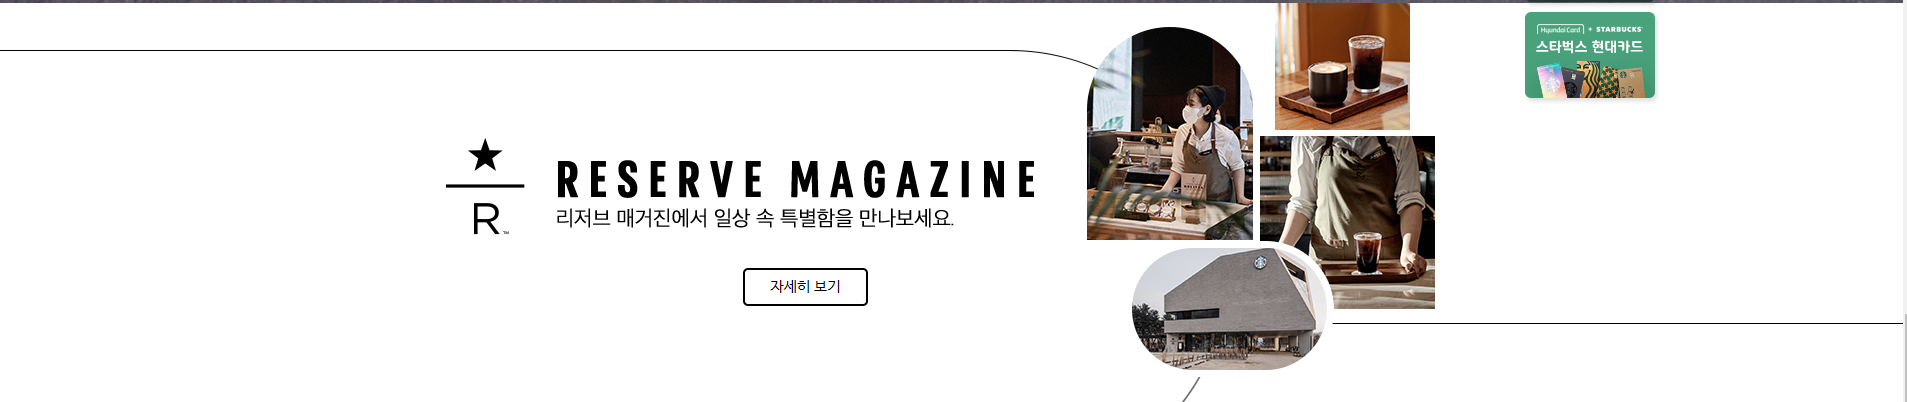 Hyundai Card + STARBUCKS
스타벅스 현대카드
RESERVE MAGAZINE
R™
리저브 매거진에서 일상 속 특별함을 만나보세요.
자세히 보기